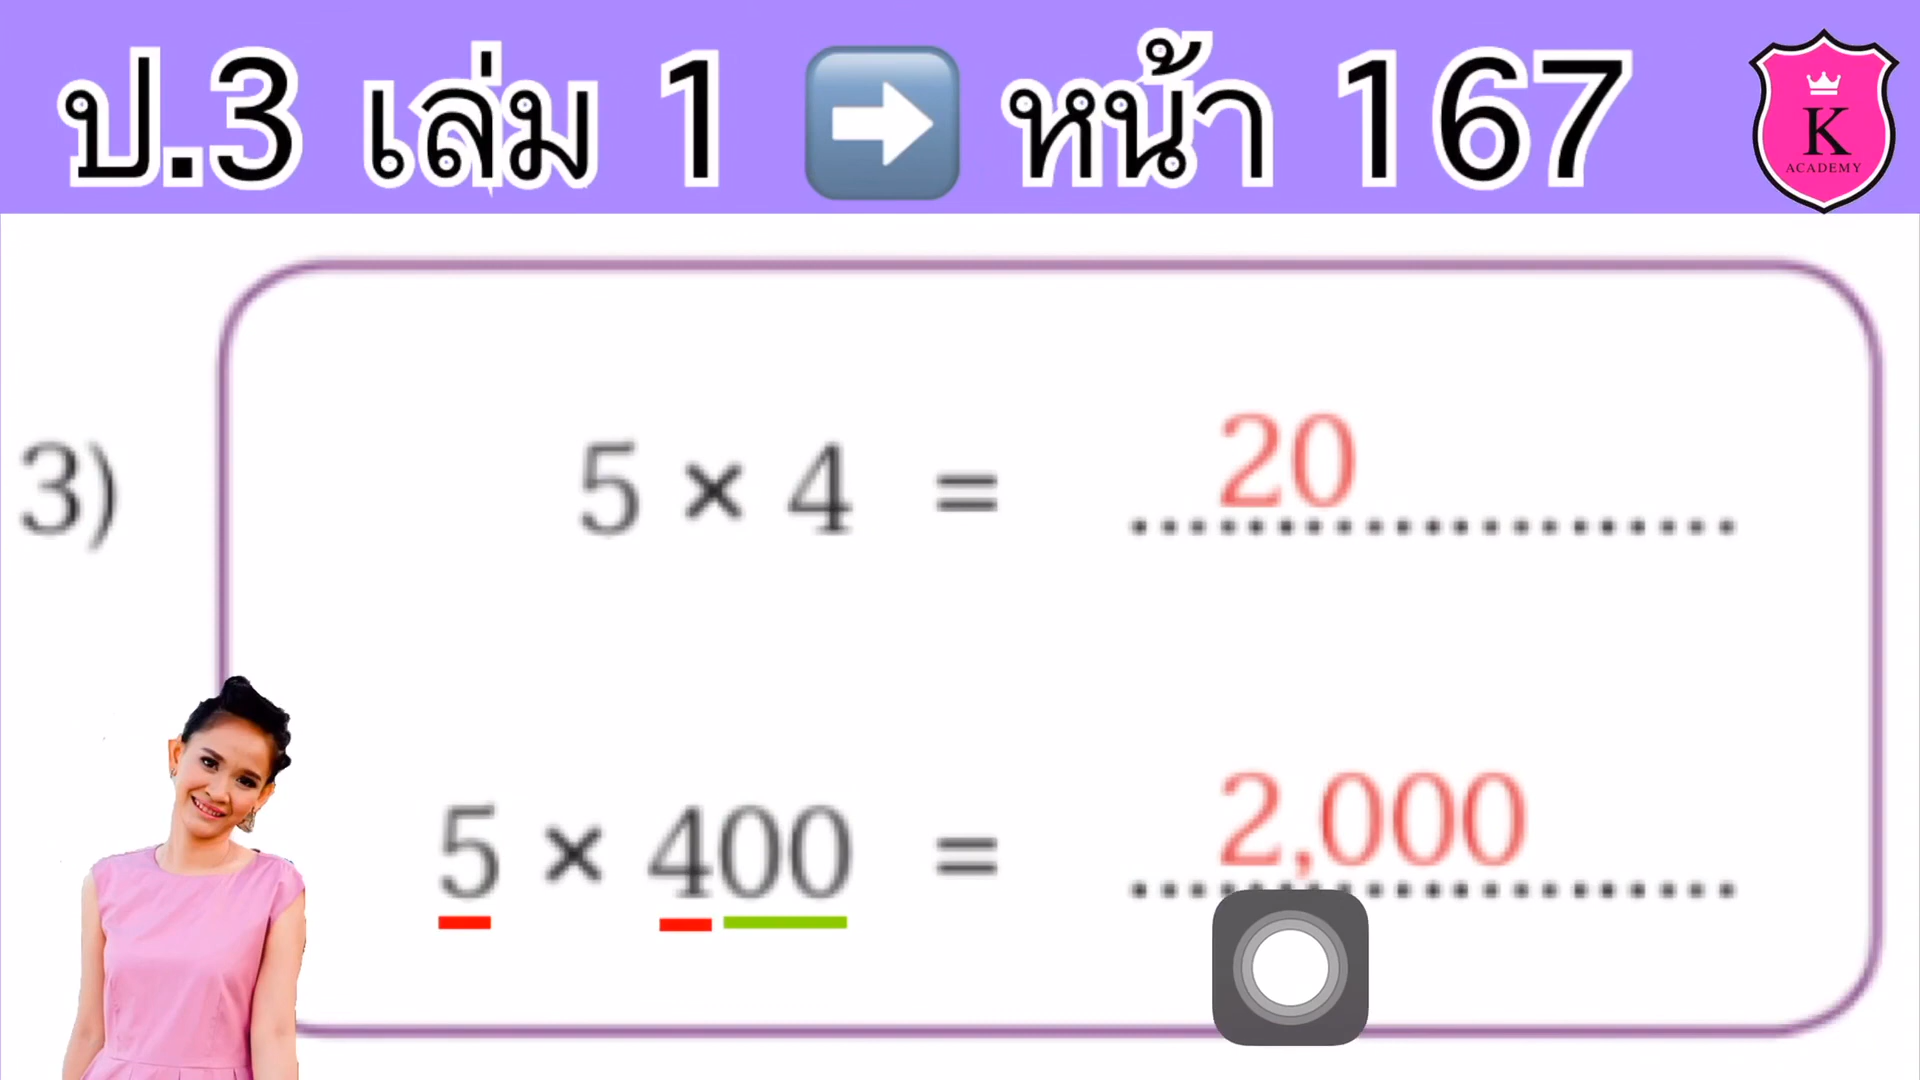 ป.3 เล่ม 1 ➡ หน้า 167
K
ACADEMY
3)
5 × 4 = 20
5 × 400 = 2,000